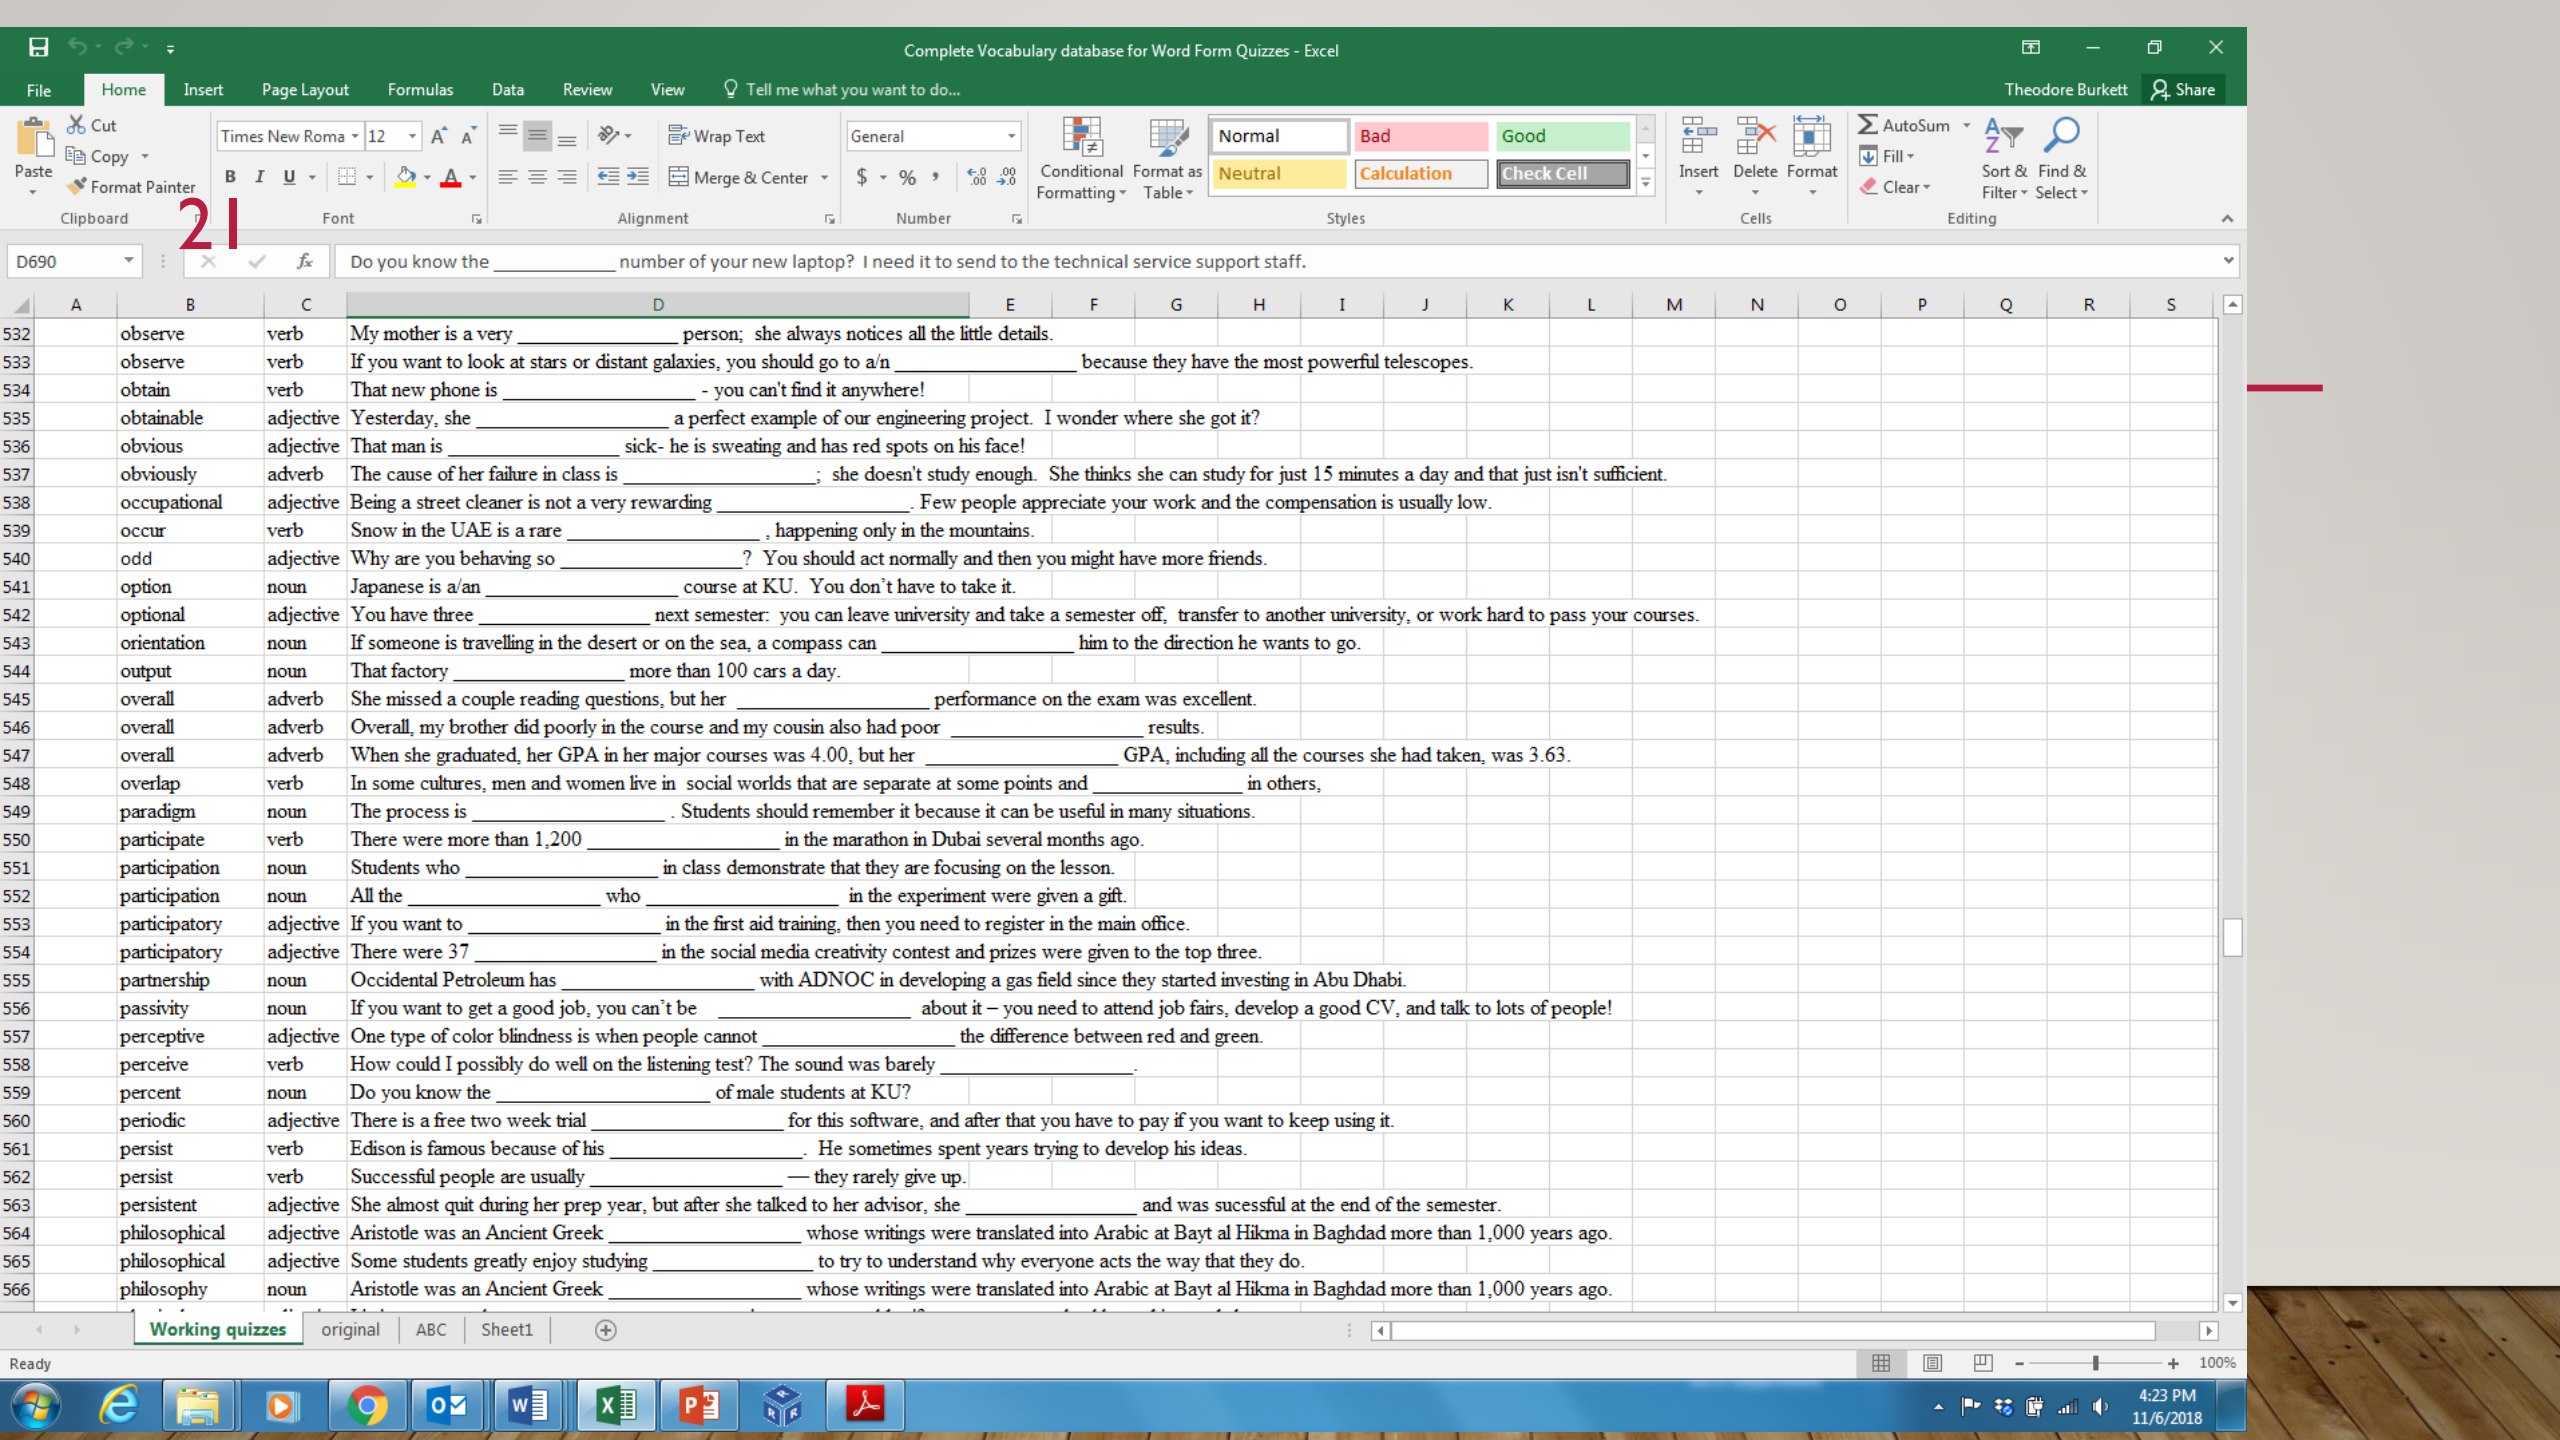 Complete Vocabulary database for Word Form Quizzes - Excel
File Home Insert Page Layout Formulas Data Review View Tell me what you want to do... Theodore Burkett Share
Cut
Copy
Format Painter
Paste
Clipboard
Times New Roma 12
B I U
Font
Wrap Text
Merge & Center
Alignment
General
$ % ,
Number
Conditional Formatting
Format as Table
Normal Bad Good
Neutral Calculation Check Cell
Styles
Insert Delete Format
Cells
AutoSum
Fill
Clear
Sort & Filter
Find & Select
Editing
21
D690 fx Do you know the ____________ number of your new laptop? I need it to send to the technical service support staff.
A B C D E F G H I J K L M N O P Q R S
532 observe verb My mother is a very ________________ person; she always notices all the little details.
533 observe verb If you want to look at stars or distant galaxies, you should go to a/n __________________ because they have the most powerful telescopes.
534 obtain verb That new phone is ___________________ - you can't find it anywhere!
535 obtainable adjective Yesterday, she ___________________ a perfect example of our engineering project. I wonder where she got it?
536 obvious adjective That man is _________________ sick- he is sweating and has red spots on his face!
537 obviously adverb The cause of her failure in class is ___________________; she doesn't study enough. She thinks she can study for just 15 minutes a day and that just isn't sufficient.
538 occupational adjective Being a street cleaner is not a very rewarding ___________________. Few people appreciate your work and the compensation is usually low.
539 occur verb Snow in the UAE is a rare ___________________ , happening only in the mountains.
540 odd adjective Why are you behaving so __________________? You should act normally and then you might have more friends.
541 option noun Japanese is a/an ___________________ course at KU. You don’t have to take it.
542 optional adjective You have three _________________ next semester: you can leave university and take a semester off, transfer to another university, or work hard to pass your courses.
543 orientation noun If someone is travelling in the desert or on the sea, a compass can ___________________ him to the direction he wants to go.
544 output noun That factory _________________ more than 100 cars a day.
545 overall adverb She missed a couple reading questions, but her ___________________ performance on the exam was excellent.
546 overall adverb Overall, my brother did poorly in the course and my cousin also had poor ___________________ results.
547 overall adverb When she graduated, her GPA in her major courses was 4.00, but her ___________________ GPA, including all the courses she had taken, was 3.63.
548 overlap verb In some cultures, men and women live in social worlds that are separate at some points and _______________ in others,
549 paradigm noun The process is ___________________ . Students should remember it because it can be useful in many situations.
550 participate verb There were more than 1,200 ___________________ in the marathon in Dubai several months ago.
551 participation noun Students who ___________________ in class demonstrate that they are focusing on the lesson.
552 participation noun All the ___________________ who ___________________ in the experiment were given a gift.
553 participatory adjective If you want to ___________________ in the first aid training, then you need to register in the main office.
554 participatory adjective There were 37 __________________ in the social media creativity contest and prizes were given to the top three.
555 partnership noun Occidental Petroleum has ___________________ with ADNOC in developing a gas field since they started investing in Abu Dhabi.
556 passivity noun If you want to get a good job, you can’t be ___________________ about it – you need to attend job fairs, develop a good CV, and talk to lots of people!
557 perceptive adjective One type of color blindness is when people cannot ___________________ the difference between red and green.
558 perceive verb How could I possibly do well on the listening test? The sound was barely ___________________.
559 percent noun Do you know the _____________________ of male students at KU?
560 periodic adjective There is a free two week trial ___________________ for this software, and after that you have to pay if you want to keep using it.
561 persist verb Edison is famous because of his ___________________. He sometimes spent years trying to develop his ideas.
562 persist verb Successful people are usually ___________________ — they rarely give up.
563 persistent adjective She almost quit during her prep year, but after she talked to her advisor, she _________________ and was sucessful at the end of the semester.
564 philosophical adjective Aristotle was an Ancient Greek ___________________ whose writings were translated into Arabic at Bayt al Hikma in Baghdad more than 1,000 years ago.
565 philosophical adjective Some students greatly enjoy studying ________________ to try to understand why everyone acts the way that they do.
566 philosophy noun Aristotle was an Ancient Greek ___________________ whose writings were translated into Arabic at Bayt al Hikma in Baghdad more than 1,000 years ago.
Working quizzes original ABC Sheet1
Ready 100%
4:23 PM
11/6/2018